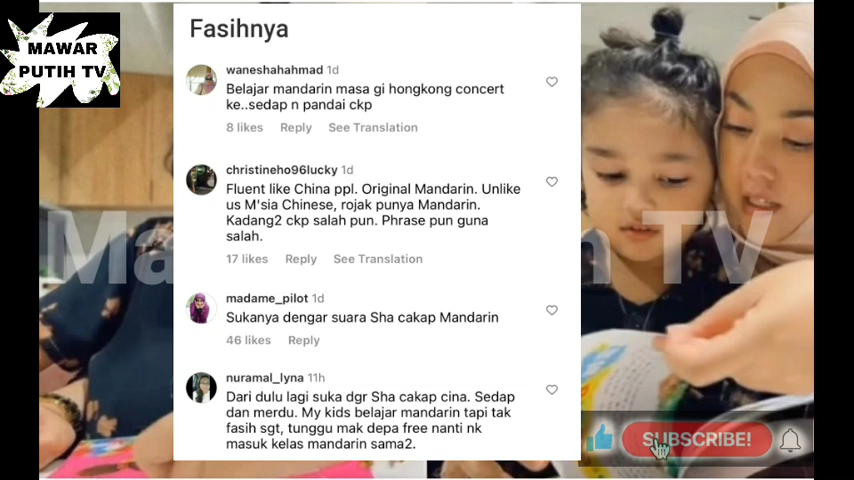 MAWAR
PUTIH TV
Fasihnya
waneshahahmad 1d
Belajar mandarin masa gi hongkong concert
ke..sedap n pandai ckp
8 likes Reply See Translation
christineho96lucky 1d
Fluent like China ppl. Original Mandarin. Unlike
us M'sia Chinese, rojak punya Mandarin.
Kadang2 ckp salah pun. Phrase pun guna
salah.
17 likes Reply See Translation
madame_pilot 1d
Sukanya dengar suara Sha cakap Mandarin
46 likes Reply
nuramal_lyna 11h
Dari dulu lagi suka dgr Sha cakap cina. Sedap
dan merdu. My kids belajar mandarin tapi tak
fasih sgt, tunggu mak depa free nanti nk
masuk kelas mandarin sama2.
Ma h TV
SUBSCRIBE!